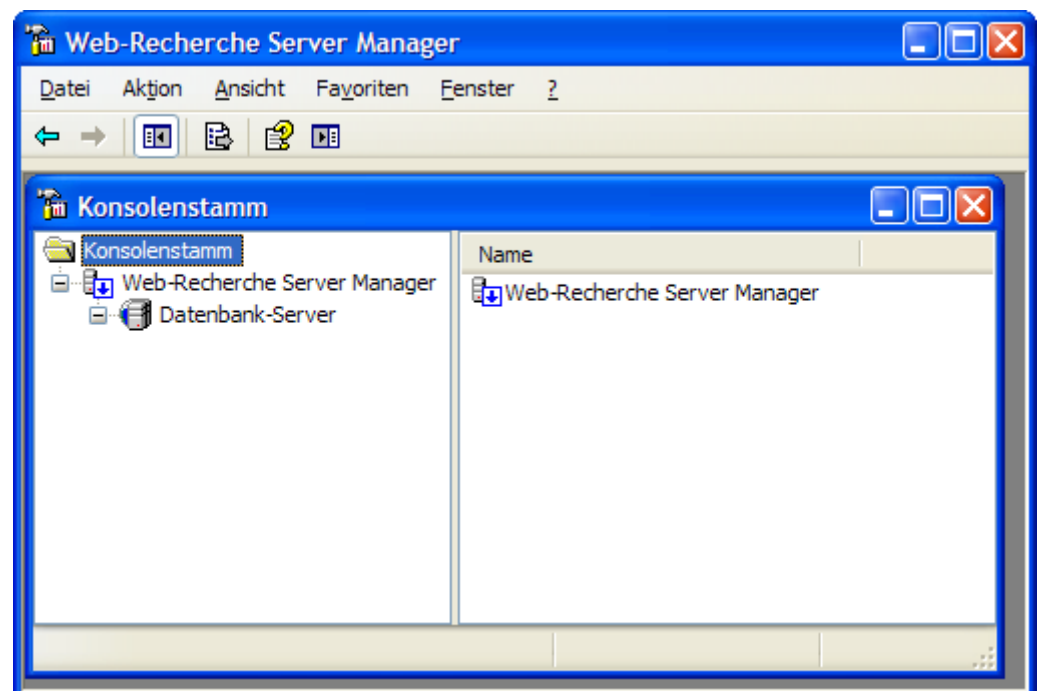 Web-Recherche Server Manager
Datei Aktion Ansicht Favoriten Fenster ?
Konsolenstamm
Konsolenstamm
Web-Recherche Server Manager
Datenbank-Server
Name
Web-Recherche Server Manager